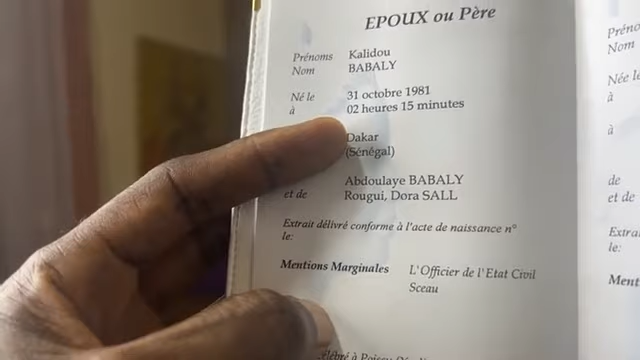 EPOUX ou Père
Prénoms Kalidou
Nom BABALY
Né le 31 octobre 1981
à 02 heures 15 minutes
Dakar
(Sénégal)
Abdoulaye BABALY
et de Rougui, Dora SALL
Extrait délivré conforme à l'acte de naissance n°
le:
Mentions Marginales L'Officier de l'Etat Civil
Sceau
à Poissy
Nom
Née le
à
à
de
et de
le: